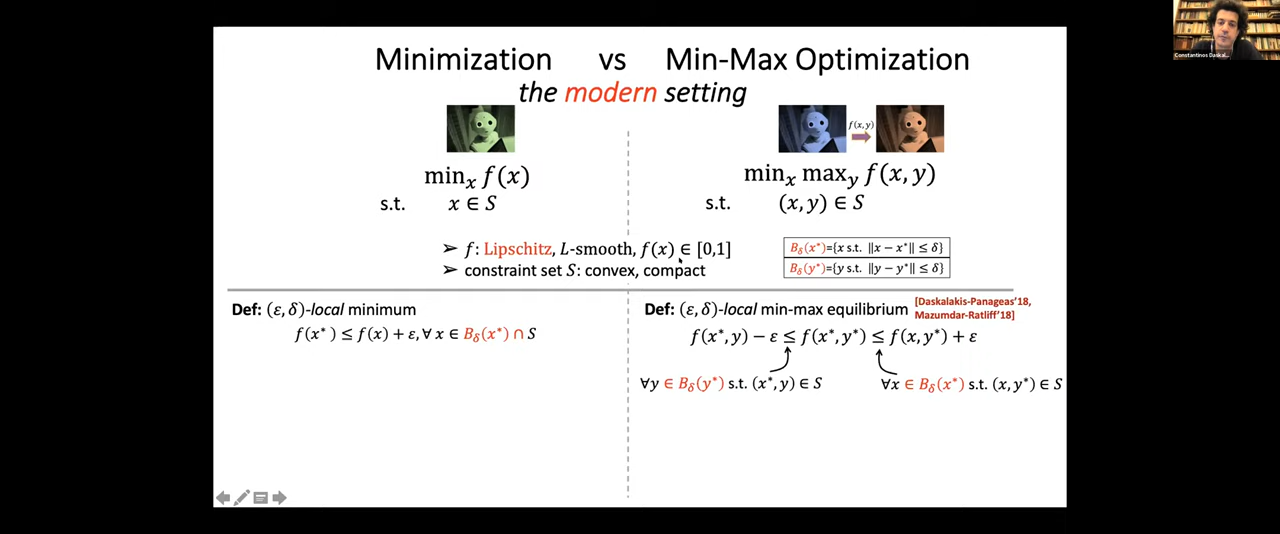 Minimization vs Min-Max Optimization
the modern setting
f(x,y)
min_x f(x)
s.t. x ∈ S
min_x max_y f(x, y)
s.t. (x, y) ∈ S
➢ f: Lipschitz, L-smooth, f(x) ∈ [0,1]
➢ constraint set S: convex, compact
B_δ(x*)={x s.t. ‖x − x*‖ ≤ δ}
B_δ(y*)={y s.t. ‖y − y*‖ ≤ δ}
Def: (ε, δ)-local minimum
f(x*) ≤ f(x) + ε, ∀ x ∈ B_δ(x*) ∩ S
Def: (ε, δ)-local min-max equilibrium [Daskalakis-Panageas'18,
Mazumdar-Ratliff'18]
f(x*, y) − ε ≤ f(x*, y*) ≤ f(x, y*) + ε
∀y ∈ B_δ(y*) s.t. (x*, y) ∈ S
∀x ∈ B_δ(x*) s.t. (x, y*) ∈ S
Constantinos Daskal...